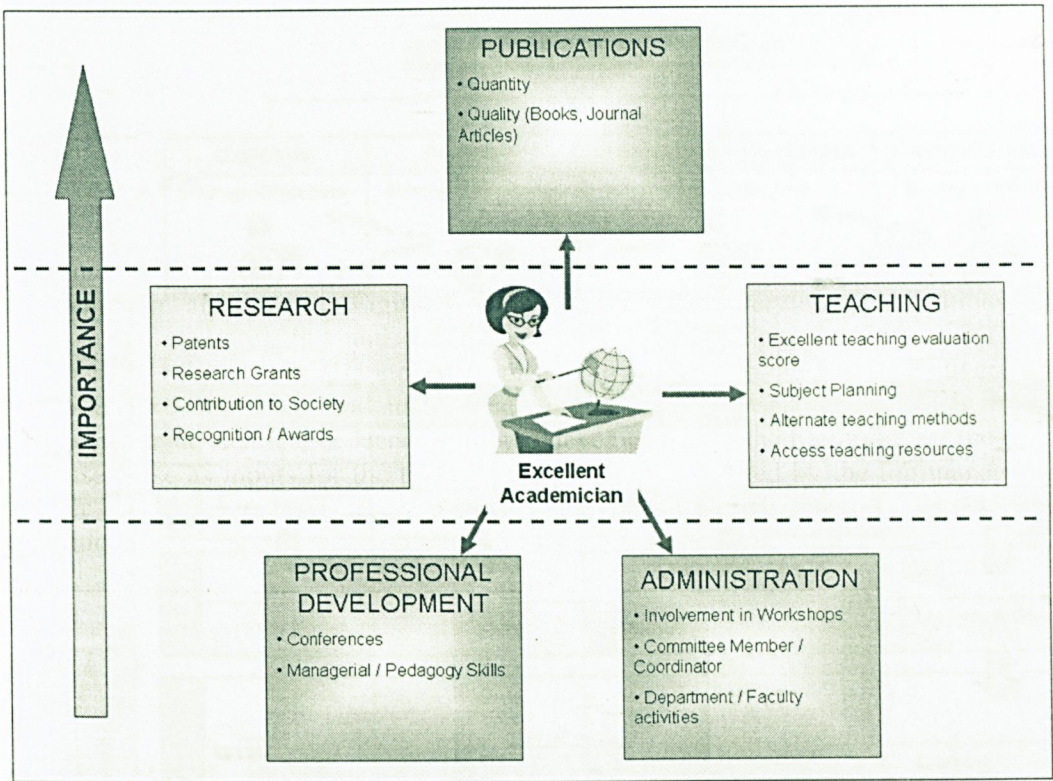 PUBLICATIONS
• Quantity
• Quality (Books, Journal
Articles)
IMPORTANCE
RESEARCH
• Patents
• Research Grants
• Contribution to Society
• Recognition / Awards
TEACHING
• Excellent teaching evaluation
score
• Subject Planning
• Alternate teaching methods
• Access teaching resources
Excellent
Academician
PROFESSIONAL
DEVELOPMENT
• Conferences
• Managerial / Pedagogy Skills
ADMINISTRATION
• Involvement in Workshops
• Committee Member /
Coordinator
• Department / Faculty
activities